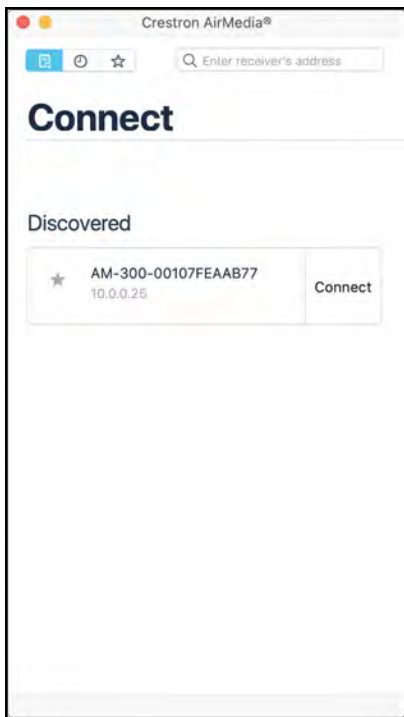 Crestron AirMedia®
Enter receiver's address
Connect
Discovered
AM-300-00107FEAAB77
10.0.0.25
Connect